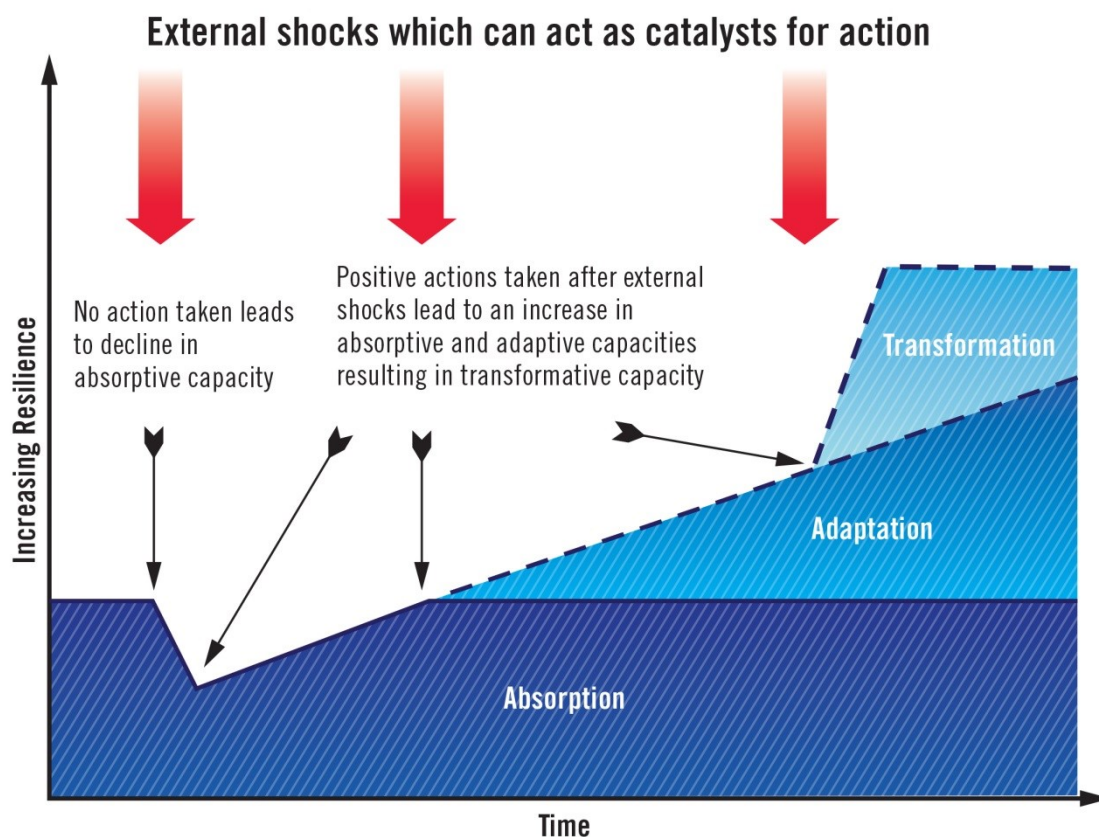 External shocks which can act as catalysts for action
Increasing Resilience
No action taken leads
to decline in
absorptive capacity
Positive actions taken after external
shocks lead to an increase in
absorptive and adaptive capacities
resulting in transformative capacity
Transformation
Adaptation
Absorption
Time